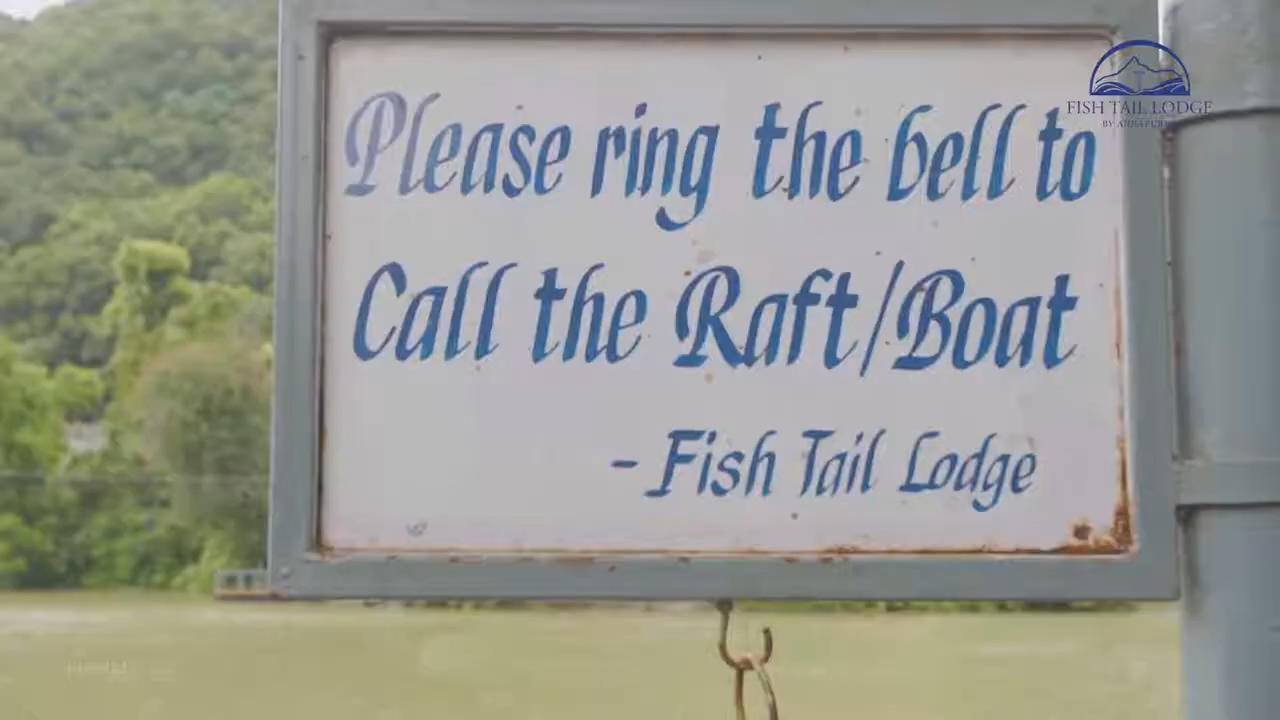 Please ring the bell to
Call the Raft/Boat
- Fish Tail Lodge
FISH TAIL LODGE